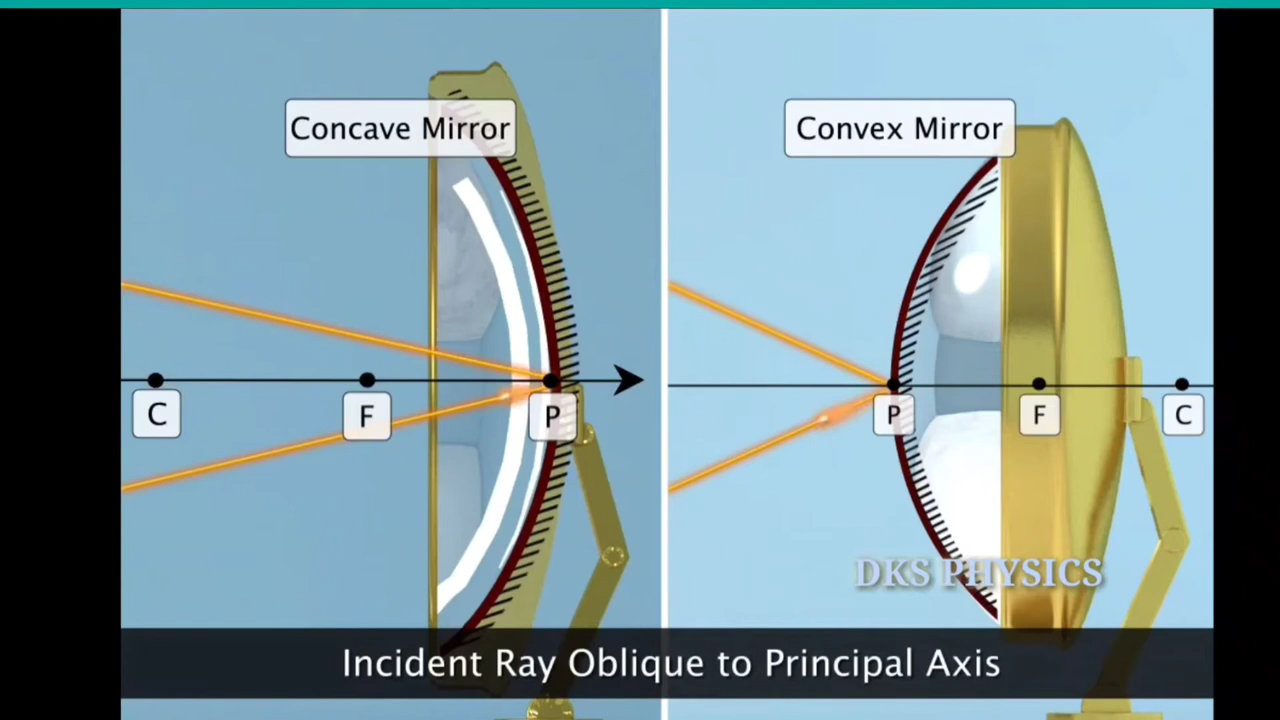 Concave Mirror
C
F
P
Convex Mirror
P
F
C
DKS PHYSICS
Incident Ray Oblique to Principal Axis